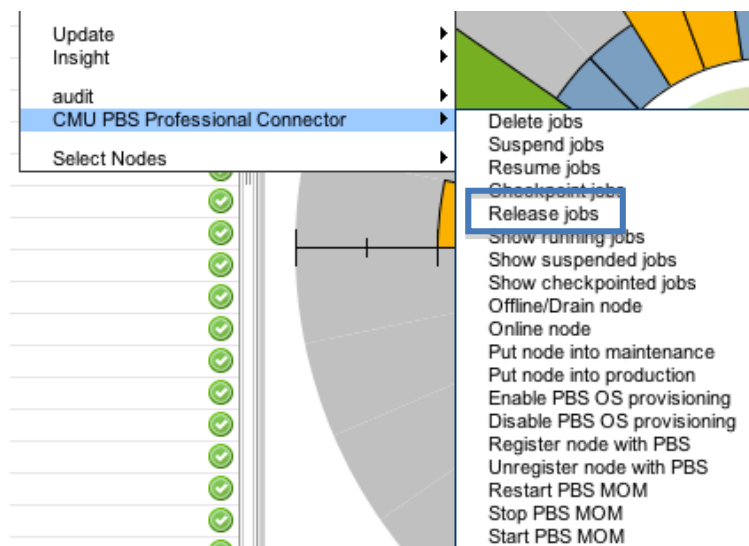 Update
Insight
audit
CMU PBS Professional Connector
Select Nodes
Delete jobs
Suspend jobs
Resume jobs
Checkpoint jobs
Release jobs
Show running jobs
Show suspended jobs
Show checkpointed jobs
Offline/Drain node
Online node
Put node into maintenance
Put node into production
Enable PBS OS provisioning
Disable PBS OS provisioning
Register node with PBS
Unregister node with PBS
Restart PBS MOM
Stop PBS MOM
Start PBS MOM